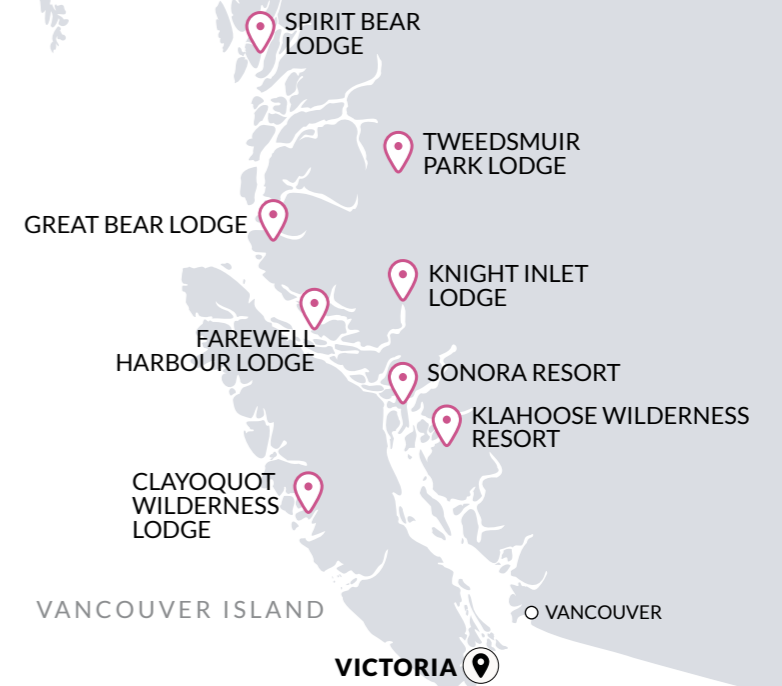 SPIRIT BEAR
LODGE
TWEEDSMUIR
PARK LODGE
GREAT BEAR LODGE
KNIGHT INLET
LODGE
FAREWELL
HARBOUR LODGE
SONORA RESORT
KLAHOOSE WILDERNESS
RESORT
CLAYOQUOT
WILDERNESS
LODGE
VANCOUVER ISLAND
VANCOUVER
VICTORIA